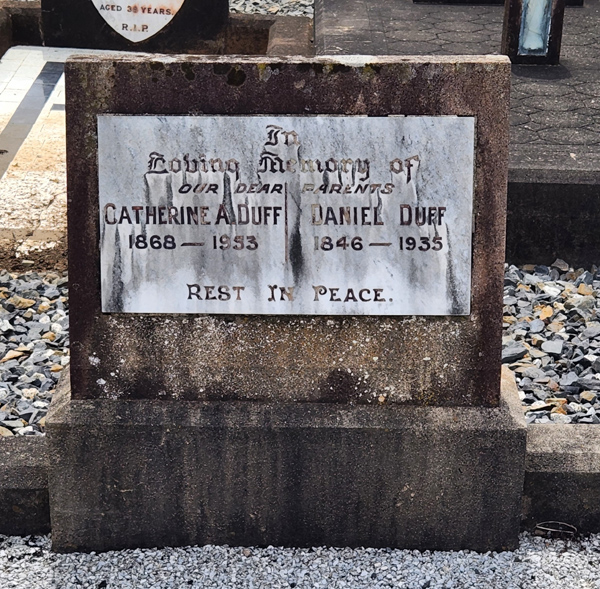 AGED 39 YEARS.
R.I.P.
In
Loving Memory of
OUR DEAR PARENTS
CATHERINE A. DUFF DANIEL DUFF
1868 — 1953 1846 — 1935
REST IN PEACE.